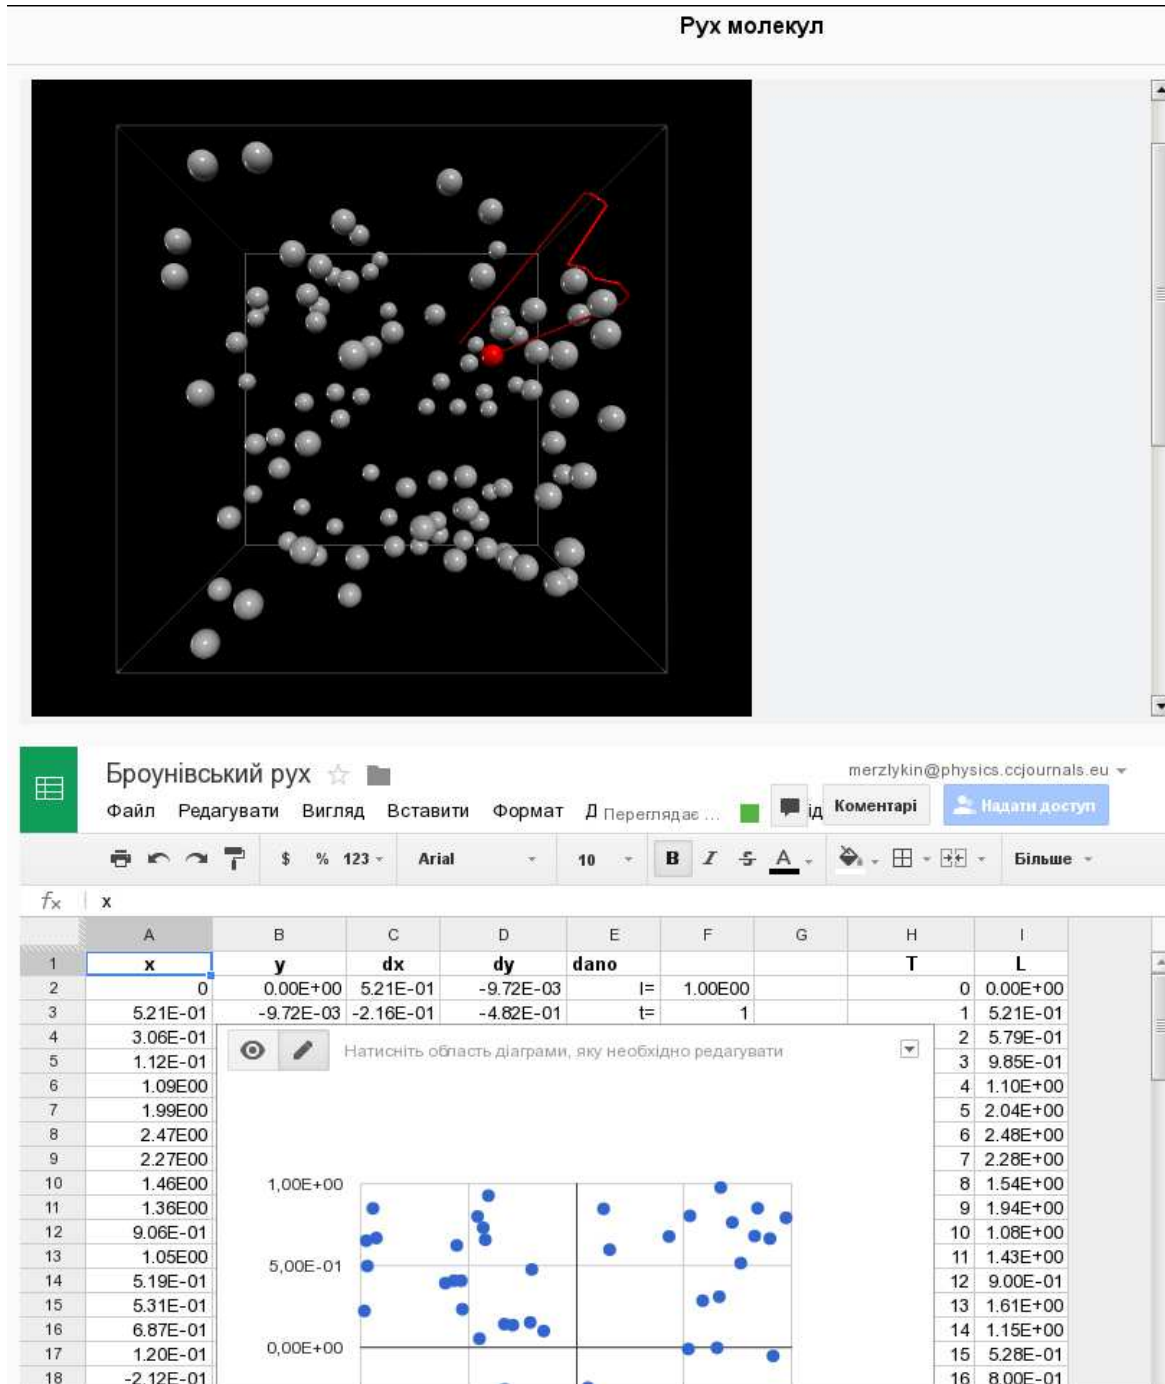 Рух молекул
Броунівський рух
merzlykin@physics.ccjournals.eu
Файл Редагувати Вигляд Вставити Формат Д Переглядає ... ід Коментарі Надати доступ
$ % 123 Arial 10 B I S A Більше
fx x
A B C D E F G H I
1 x y dx dy dano T L
2 0 0.00E+00 5.21E-01 -9.72E-03 l= 1.00E00 0 0.00E+00
3 5.21E-01 -9.72E-03 -2.16E-01 -4.82E-01 t= 1 1 5.21E-01
4 3.06E-01 2 5.79E-01
Натисніть область діаграми, яку необхідно редагувати
5 1.12E-01 3 9.85E-01
6 1.09E00 4 1.10E+00
7 1.99E00 5 2.04E+00
8 2.47E00 6 2.48E+00
9 2.27E00 7 2.28E+00
10 1.46E00 1,00E+00 8 1.54E+00
11 1.36E00 9 1.94E+00
12 9.06E-01 10 1.08E+00
13 1.05E00 5,00E-01 11 1.43E+00
14 5.19E-01 12 9.00E-01
15 5.31E-01 13 1.61E+00
16 6.87E-01 14 1.15E+00
17 1.20E-01 0,00E+00 15 5.28E-01
18 -2.12E-01 16 8.00E-01